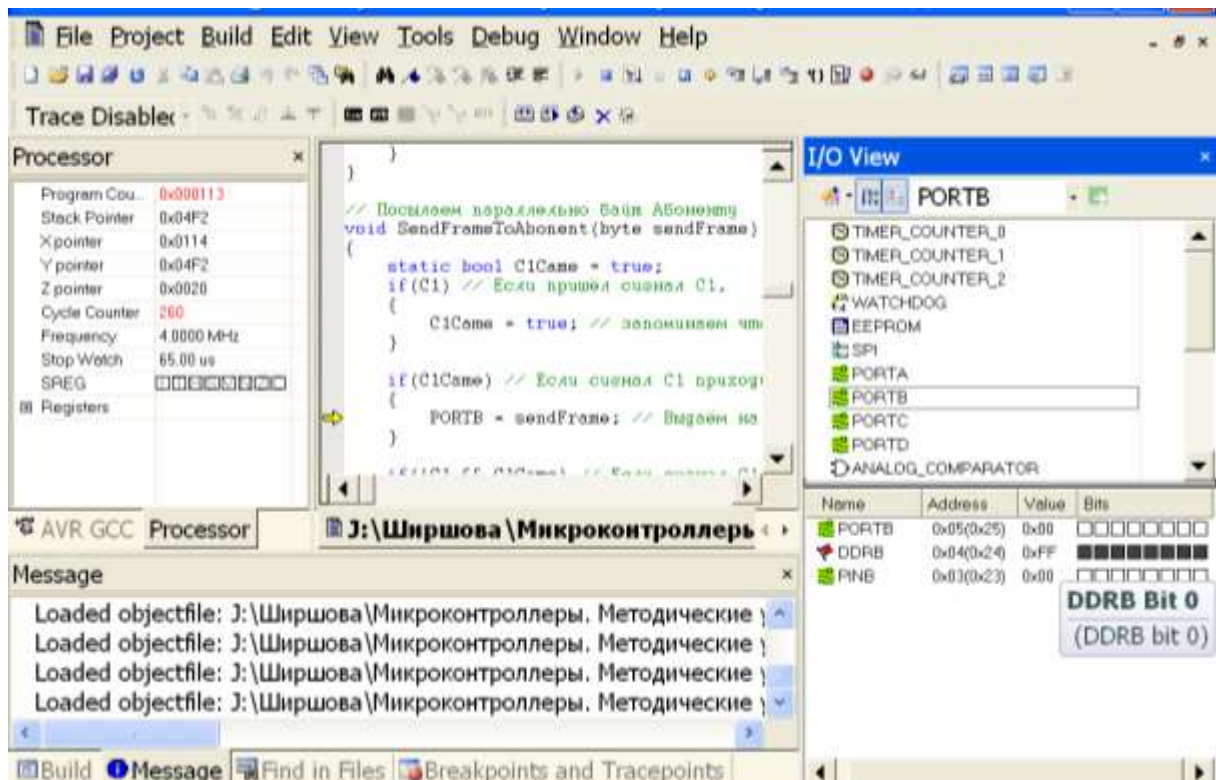 File Project Build Edit View Tools Debug Window Help
Trace Disablec
Processor
Program Cou... 0x000113
Stack Pointer 0x04F2
X pointer 0x0114
Y pointer 0x04F2
Z pointer 0x0020
Cycle Counter 260
Frequency 4.0000 MHz
Stop Watch 65.00 us
SREG
Registers
AVR GCC Processor
}
}
// Посылаем параллельно байт Абоненту
void SendFrameToAbonent(byte sendFrame)
{
static bool C1Came = true;
if(C1) // Если пришел сигнал C1,
{
C1Came = true; // запоминаем что
}
if(C1Came) // Если сигнал C1 приходи
{
PORTB = sendFrame; // Выдаем на
}
J:\Ширшова\Микроконтроллеры
I/O View
PORTB
TIMER_COUNTER_0
TIMER_COUNTER_1
TIMER_COUNTER_2
WATCHDOG
EEPROM
SPI
PORTA
PORTB
PORTC
PORTD
ANALOG_COMPARATOR
Name Address Value Bits
PORTB 0x05(0x25) 0x00
DDRB 0x04(0x24) 0xFF
PINB 0x03(0x23) 0x00
DDRB Bit 0
(DDRB bit 0)
Message
Loaded objectfile: J:\Ширшова\Микроконтроллеры. Методические
Loaded objectfile: J:\Ширшова\Микроконтроллеры. Методические
Loaded objectfile: J:\Ширшова\Микроконтроллеры. Методические
Loaded objectfile: J:\Ширшова\Микроконтроллеры. Методические
Build Message Find in Files Breakpoints and Tracepoints